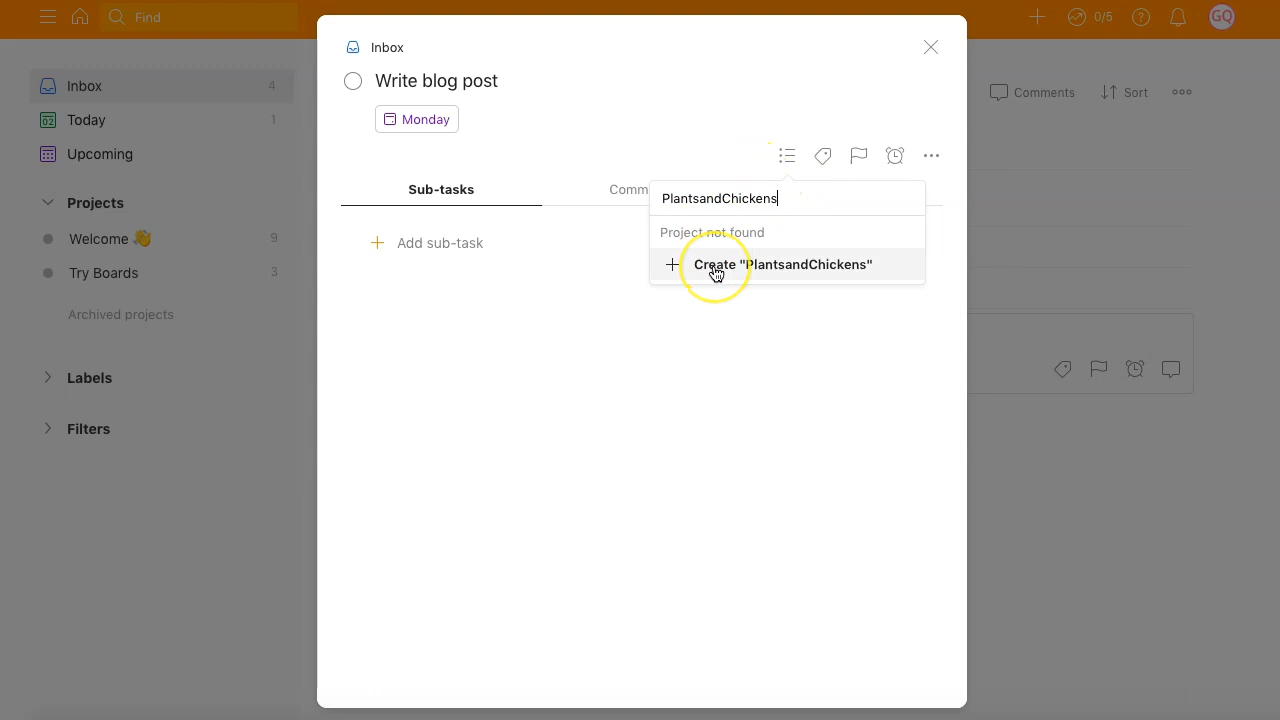 Find
0/5
GQ
Inbox
4
Today
1
02
Upcoming
Projects
Welcome 👋
9
Try Boards
3
Archived projects
Labels
Filters
Inbox
Write blog post
Monday
Sub-tasks
Comm
Add sub-task
PlantsandChickens
Project not found
Create "PlantsandChickens"
Comments
Sort